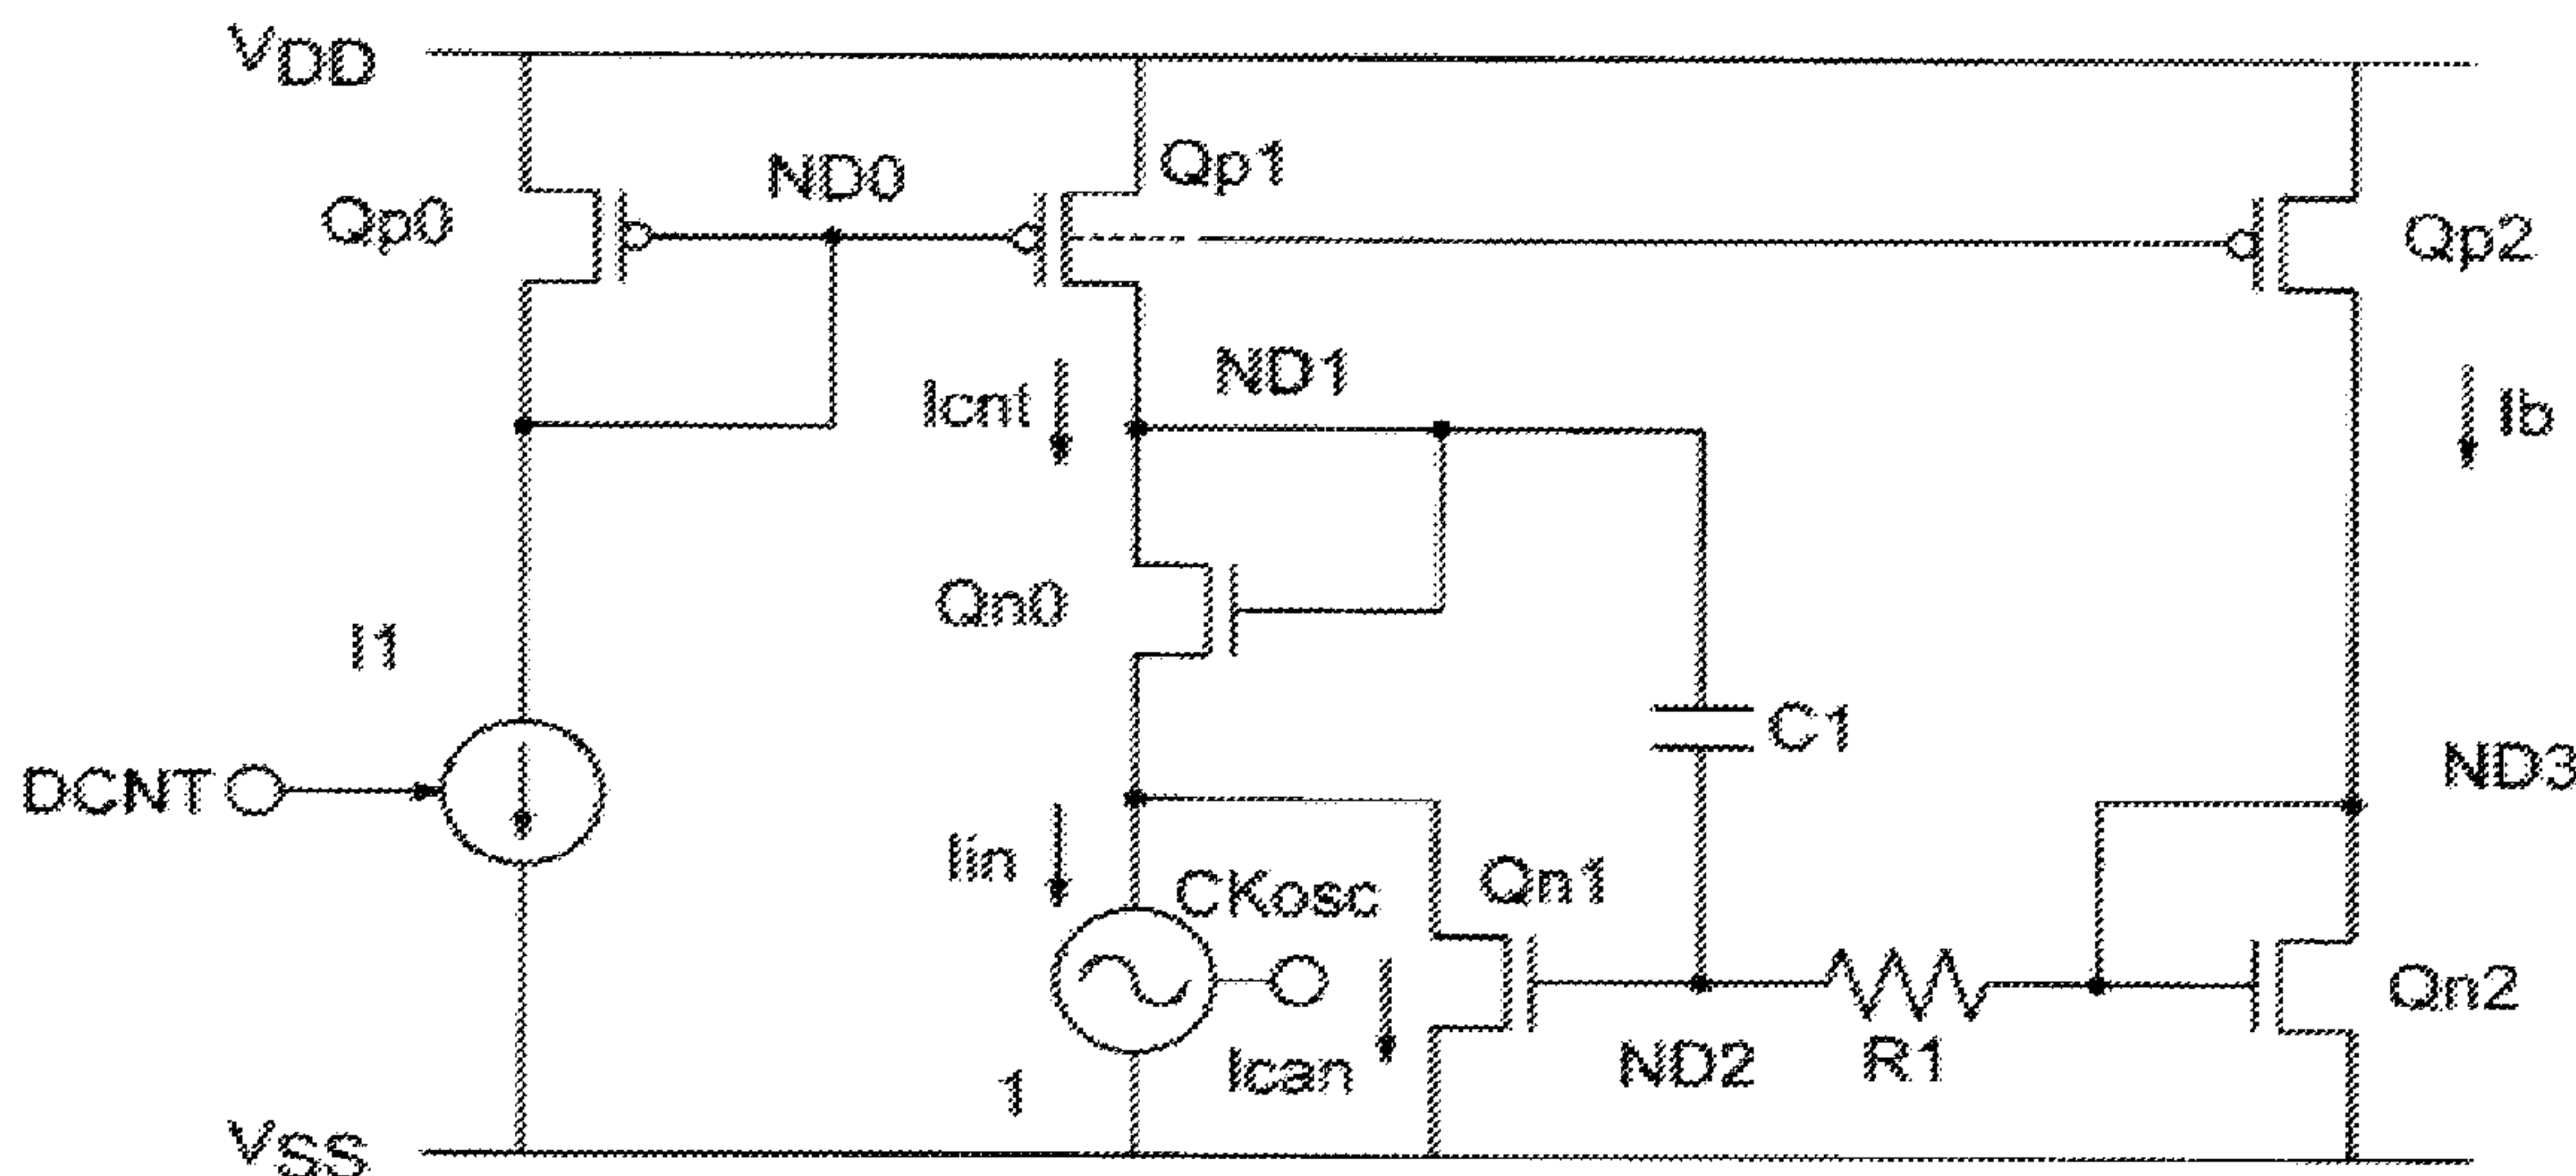 VDD
Qp1
ND0
Qp0
Qp2
ND1
Icnt
Ib
Qn0
I1
C1
ND3
DCNT
Iin
CKosc
Qn1
Qn2
Ican
ND2
R1
1
VSS